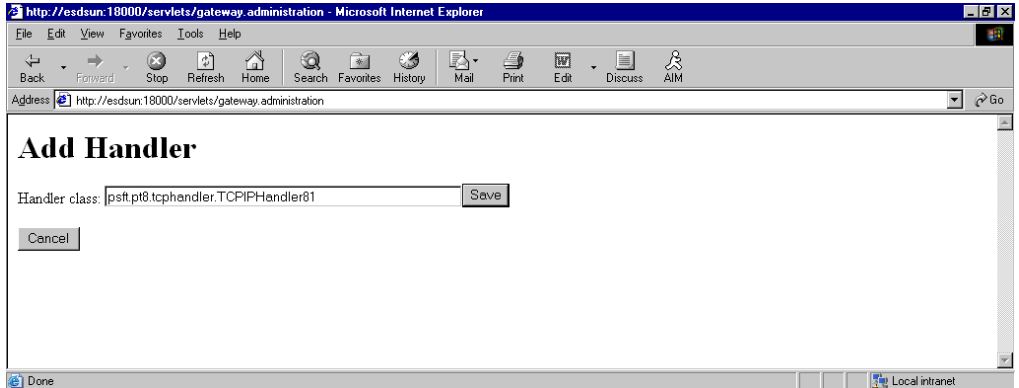 http://esdsun:18000/servlets/gateway.administration - Microsoft Internet Explorer
File Edit View Favorites Tools Help
Back Forward Stop Refresh Home Search Favorites History Mail Print Edit Discuss AIM
Address http://esdsun:18000/servlets/gateway.administration Go
Add Handler
Handler class: psft.pt8.tcphandler.TCPIPHandler81 Save
Cancel
Done Local intranet